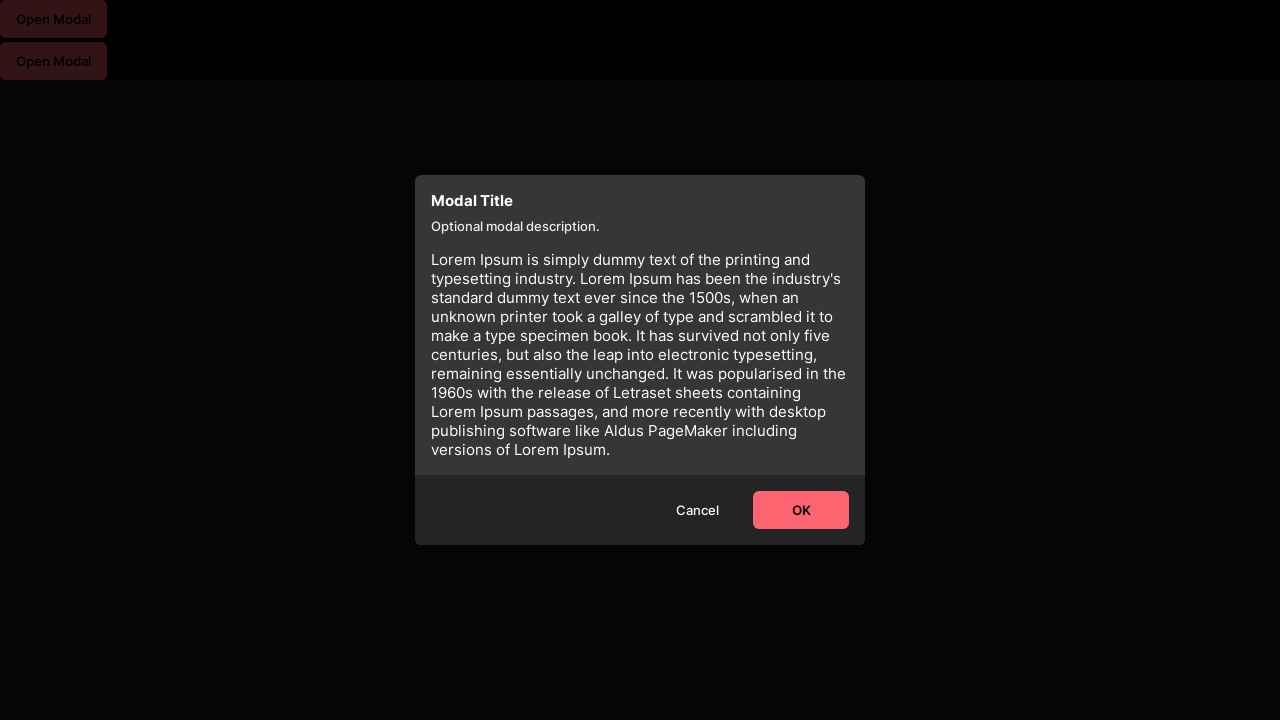 Open Modal
Open Modal
Modal Title
Optional modal description.
Lorem Ipsum is simply dummy text of the printing and
typesetting industry. Lorem Ipsum has been the industry's
standard dummy text ever since the 1500s, when an
unknown printer took a galley of type and scrambled it to
make a type specimen book. It has survived not only five
centuries, but also the leap into electronic typesetting,
remaining essentially unchanged. It was popularised in the
1960s with the release of Letraset sheets containing
Lorem Ipsum passages, and more recently with desktop
publishing software like Aldus PageMaker including
versions of Lorem Ipsum.
Cancel
OK